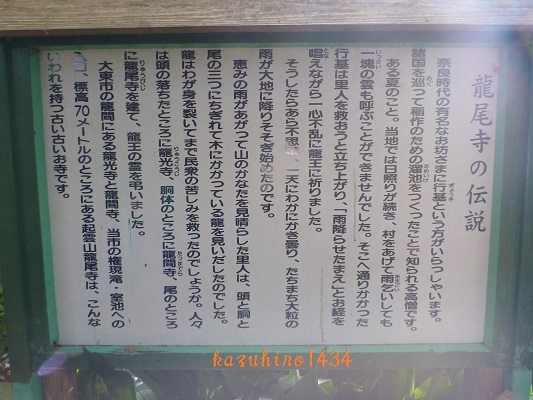 龍尾寺の伝説
奈良時代の有名なお坊さまに行基という方がいらっしゃいます。
諸国を巡って稲作のための溜池をつくったことで知られる高僧です。
ある夏のこと。当地では日照りが続き、村をあげて雨乞いしても
一塊の雲も呼ぶことができませんでした。そこへ通りかかった
行基は里人を救おうと立ち上がり、「雨降らせたまえ」とお経を
唱えながら一心不乱に龍王に祈りました。
そうしたらあら不思議、一天にわかにかき曇り、たちまち大粒の
雨が大地に降りそそぎ始めたのです。
恵みの雨があがって山のかなたを見晴らした里人は、頭と胴と
尾の三つにちぎれて木にかかっている龍を見いだしたのでした。
龍はわが身を裂いてまで民衆の苦しみを救ったのでしょうか。人々
は頭の落ちたところに龍光寺、胴体のところに龍間寺、尾のところ
に龍尾寺を建て、龍王の霊を弔いました。
大東市の龍間にある龍光寺と龍間寺、当市の権現滝、室池への
、標高70メートルのところにある起雲山龍尾寺は、こんな
いわれを持つ古い古いお寺です。
kazuhiro1434